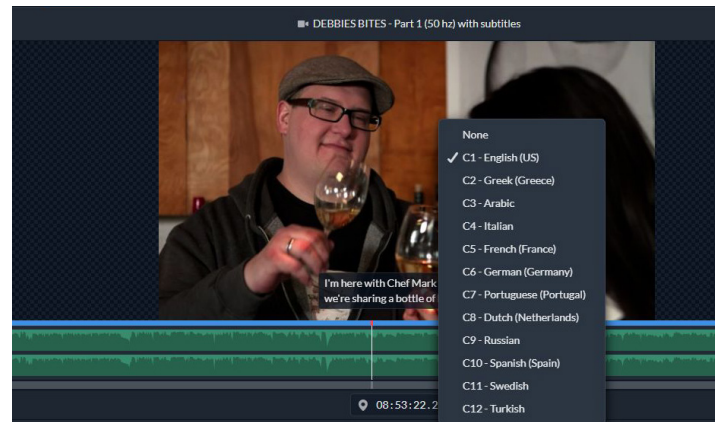 DEBBIES BITES - Part 1 (50 hz) with subtitles
None
C1 - English (US)
C2 - Greek (Greece)
C3 - Arabic
C4 - Italian
C5 - French (France)
C6 - German (Germany)
C7 - Portuguese (Portugal)
C8 - Dutch (Netherlands)
C9 - Russian
C10 - Spanish (Spain)
C11 - Swedish
C12 - Turkish
I'm here with Chef Mark
we're sharing a bottle of
08:53:22.2